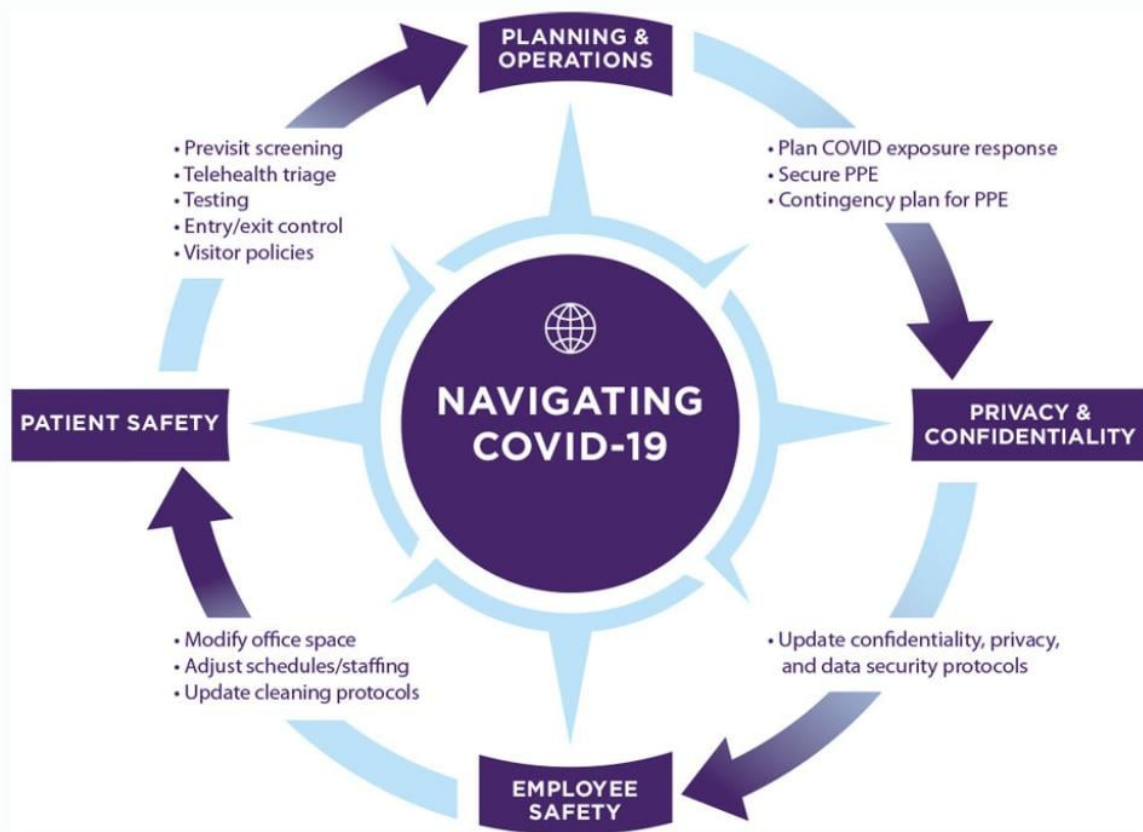 PLANNING &
OPERATIONS
• Previsit screening
• Telehealth triage
• Testing
• Entry/exit control
• Visitor policies
• Plan COVID exposure response
• Secure PPE
• Contingency plan for PPE
NAVIGATING
COVID-19
PATIENT SAFETY
PRIVACY &
CONFIDENTIALITY
• Modify office space
• Adjust schedules/staffing
• Update cleaning protocols
• Update confidentiality, privacy,
and data security protocols
EMPLOYEE
SAFETY